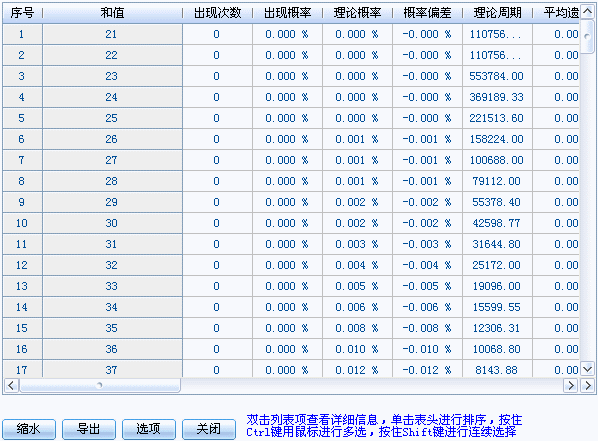 序号 和值 出现次数 出现概率 理论概率 概率偏差 理论周期 平均遗
1 21 0 0.000 % 0.000 % -0.000 % 110756... 0.00
2 22 0 0.000 % 0.000 % -0.000 % 110756... 0.00
3 23 0 0.000 % 0.000 % -0.000 % 553784.00 0.00
4 24 0 0.000 % 0.000 % -0.000 % 369189.33 0.00
5 25 0 0.000 % 0.000 % -0.000 % 221513.60 0.00
6 26 0 0.000 % 0.001 % -0.001 % 158224.00 0.00
7 27 0 0.000 % 0.001 % -0.001 % 100688.00 0.00
8 28 0 0.000 % 0.001 % -0.001 % 79112.00 0.00
9 29 0 0.000 % 0.002 % -0.002 % 55378.40 0.00
10 30 0 0.000 % 0.002 % -0.002 % 42598.77 0.00
11 31 0 0.000 % 0.003 % -0.003 % 31644.80 0.00
12 32 0 0.000 % 0.004 % -0.004 % 25172.00 0.00
13 33 0 0.000 % 0.005 % -0.005 % 19096.00 0.00
14 34 0 0.000 % 0.006 % -0.006 % 15599.55 0.00
15 35 0 0.000 % 0.008 % -0.008 % 12306.31 0.00
16 36 0 0.000 % 0.010 % -0.010 % 10068.80 0.00
17 37 0 0.000 % 0.012 % -0.012 % 8143.88 0.00
缩水 导出 选项 关闭
双击列表项查看详细信息，单击表头进行排序，按住
Ctrl键用鼠标进行多选，按住Shift键进行连续选择